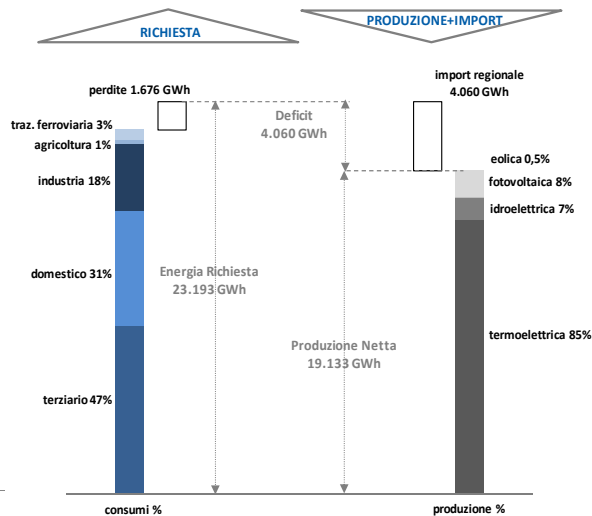 RICHIESTA
PRODUZIONE+IMPORT
perdite 1.676 GWh
import regionale
4.060 GWh
traz. ferroviaria 3%
agricoltura 1%
industria 18%
domestico 31%
terziario 47%
Deficit
4.060 GWh
Energia Richiesta
23.193 GWh
Produzione Netta
19.133 GWh
eolica 0,5%
fotovoltaica 8%
idroelettrica 7%
termoelettrica 85%
consumi %
produzione %